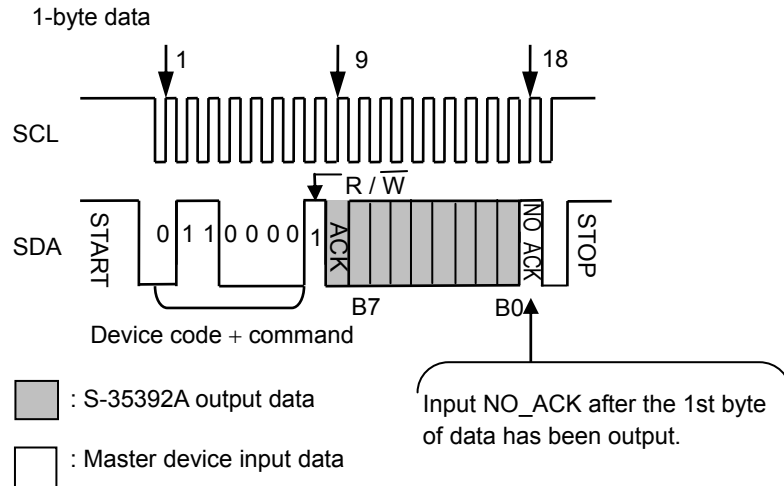 1-byte data
1
9
18
SCL
R / W
SDA
START
0 1 1 0 0 0 0 1
ACK
NO_ACK
STOP
B7
B0
Device code + command
: S-35392A output data
: Master device input data
Input NO_ACK after the 1st byte
of data has been output.